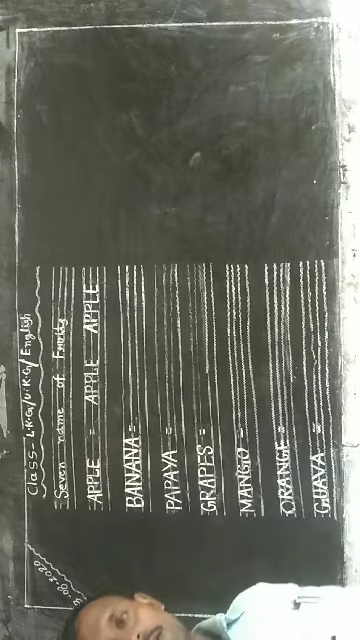 Class - L.K.G/U.K.G/English
Seven name of Fruits
APPLE = APPLE APPLE
BANANA =
PAPAYA =
GRAPES =
MANGO =
ORANGE =
GUAVA =